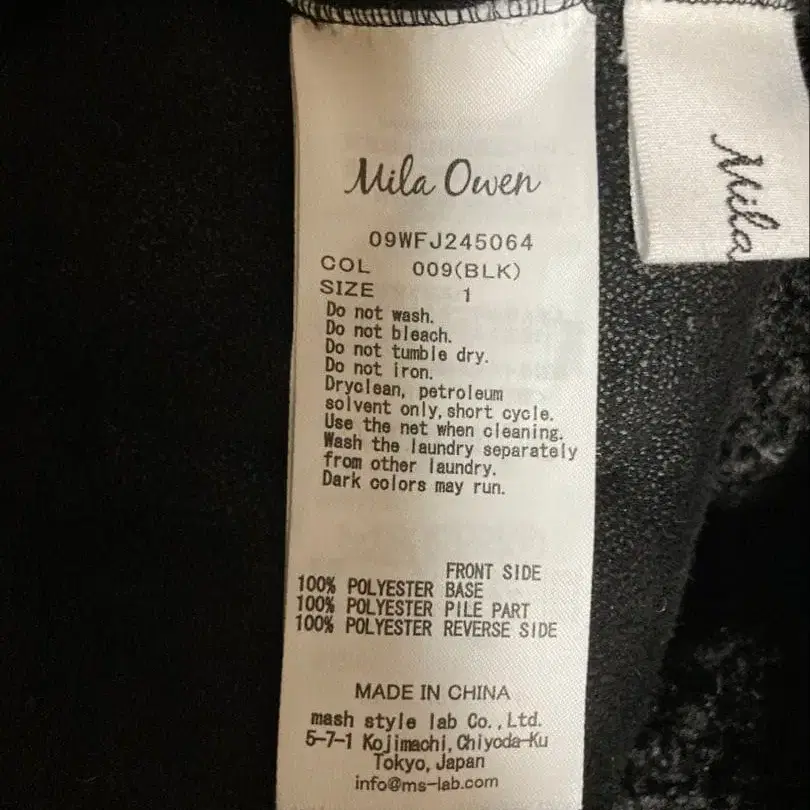 Mila Owen
09WFJ245064
COL 009(BLK)
SIZE 1
Do not wash.
Do not bleach.
Do not tumble dry.
Do not iron.
Dryclean, petroleum
solvent only, short cycle.
Use the net when cleaning.
Wash the laundry separately
from other laundry.
Dark colors may run.
FRONT SIDE
100% POLYESTER BASE
100% POLYESTER PILE PART
100% POLYESTER REVERSE SIDE
MADE IN CHINA
mash style lab Co.,Ltd.
5-7-1 Kojimachi, Chiyoda-Ku
Tokyo, Japan
info@ms-lab.com
Mila